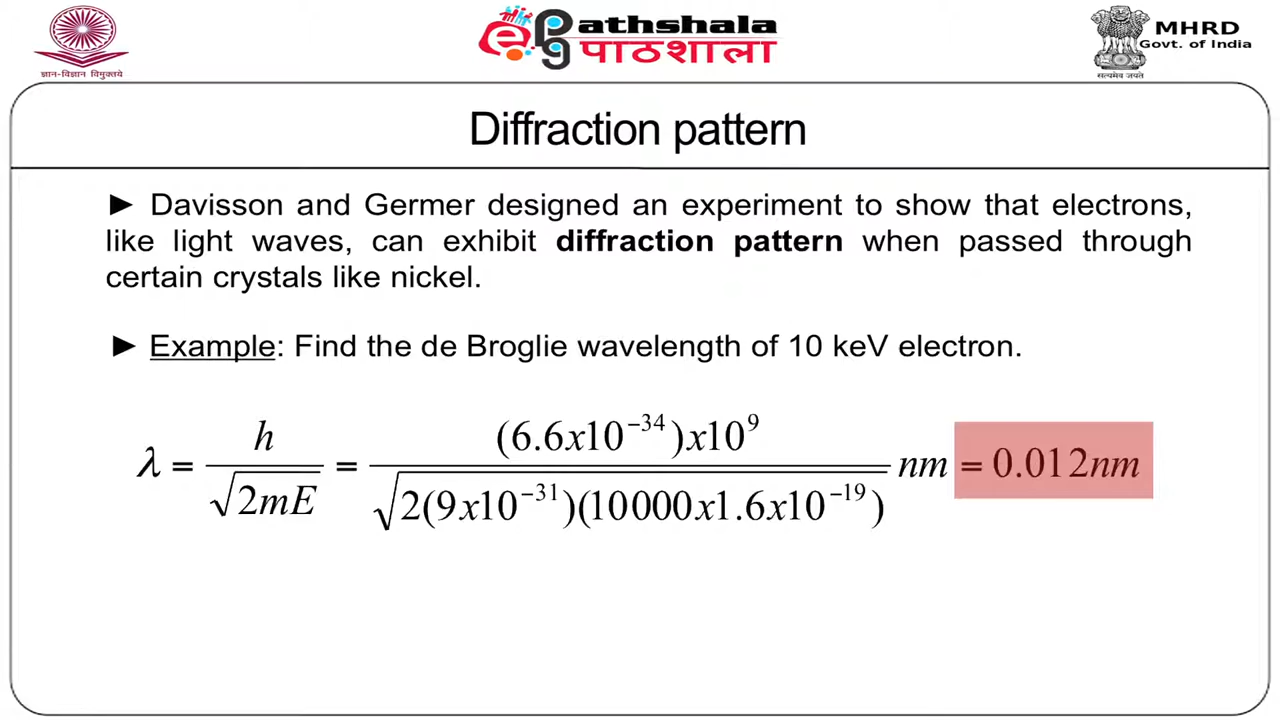 ज्ञान-विज्ञान विमुक्तये
ePG Pathshala
पाठशाला
MHRD
Govt. of India
सत्यमेव जयते
Diffraction pattern
► Davisson and Germer designed an experiment to show that electrons,
like light waves, can exhibit diffraction pattern when passed through
certain crystals like nickel.
► Example: Find the de Broglie wavelength of 10 keV electron.
λ = h / √(2mE) = (6.6x10⁻³⁴)x10⁹ / √(2(9x10⁻³¹)(10000x1.6x10⁻¹⁹)) nm = 0.012nm